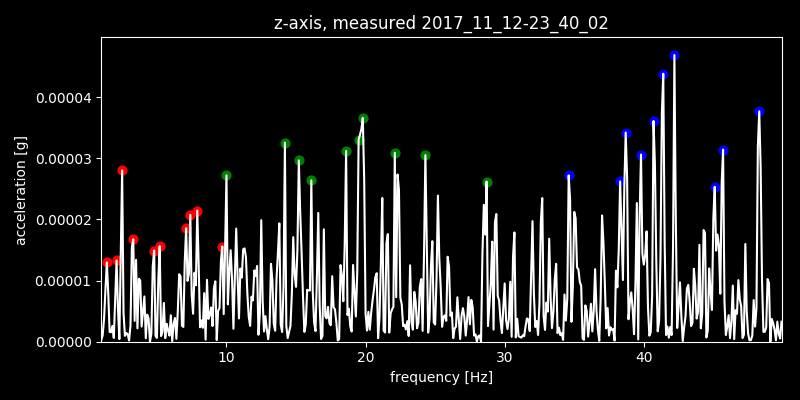 z-axis, measured 2017_11_12-23_40_02
acceleration [g]
0.00004
0.00003
0.00002
0.00001
0.00000
10 20 30 40
frequency [Hz]